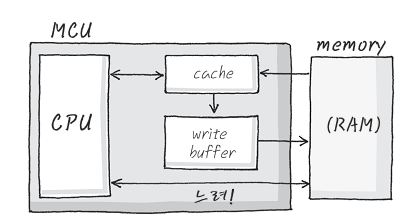 MCU
memory
cache
CPU
(RAM)
write
buffer
느려!